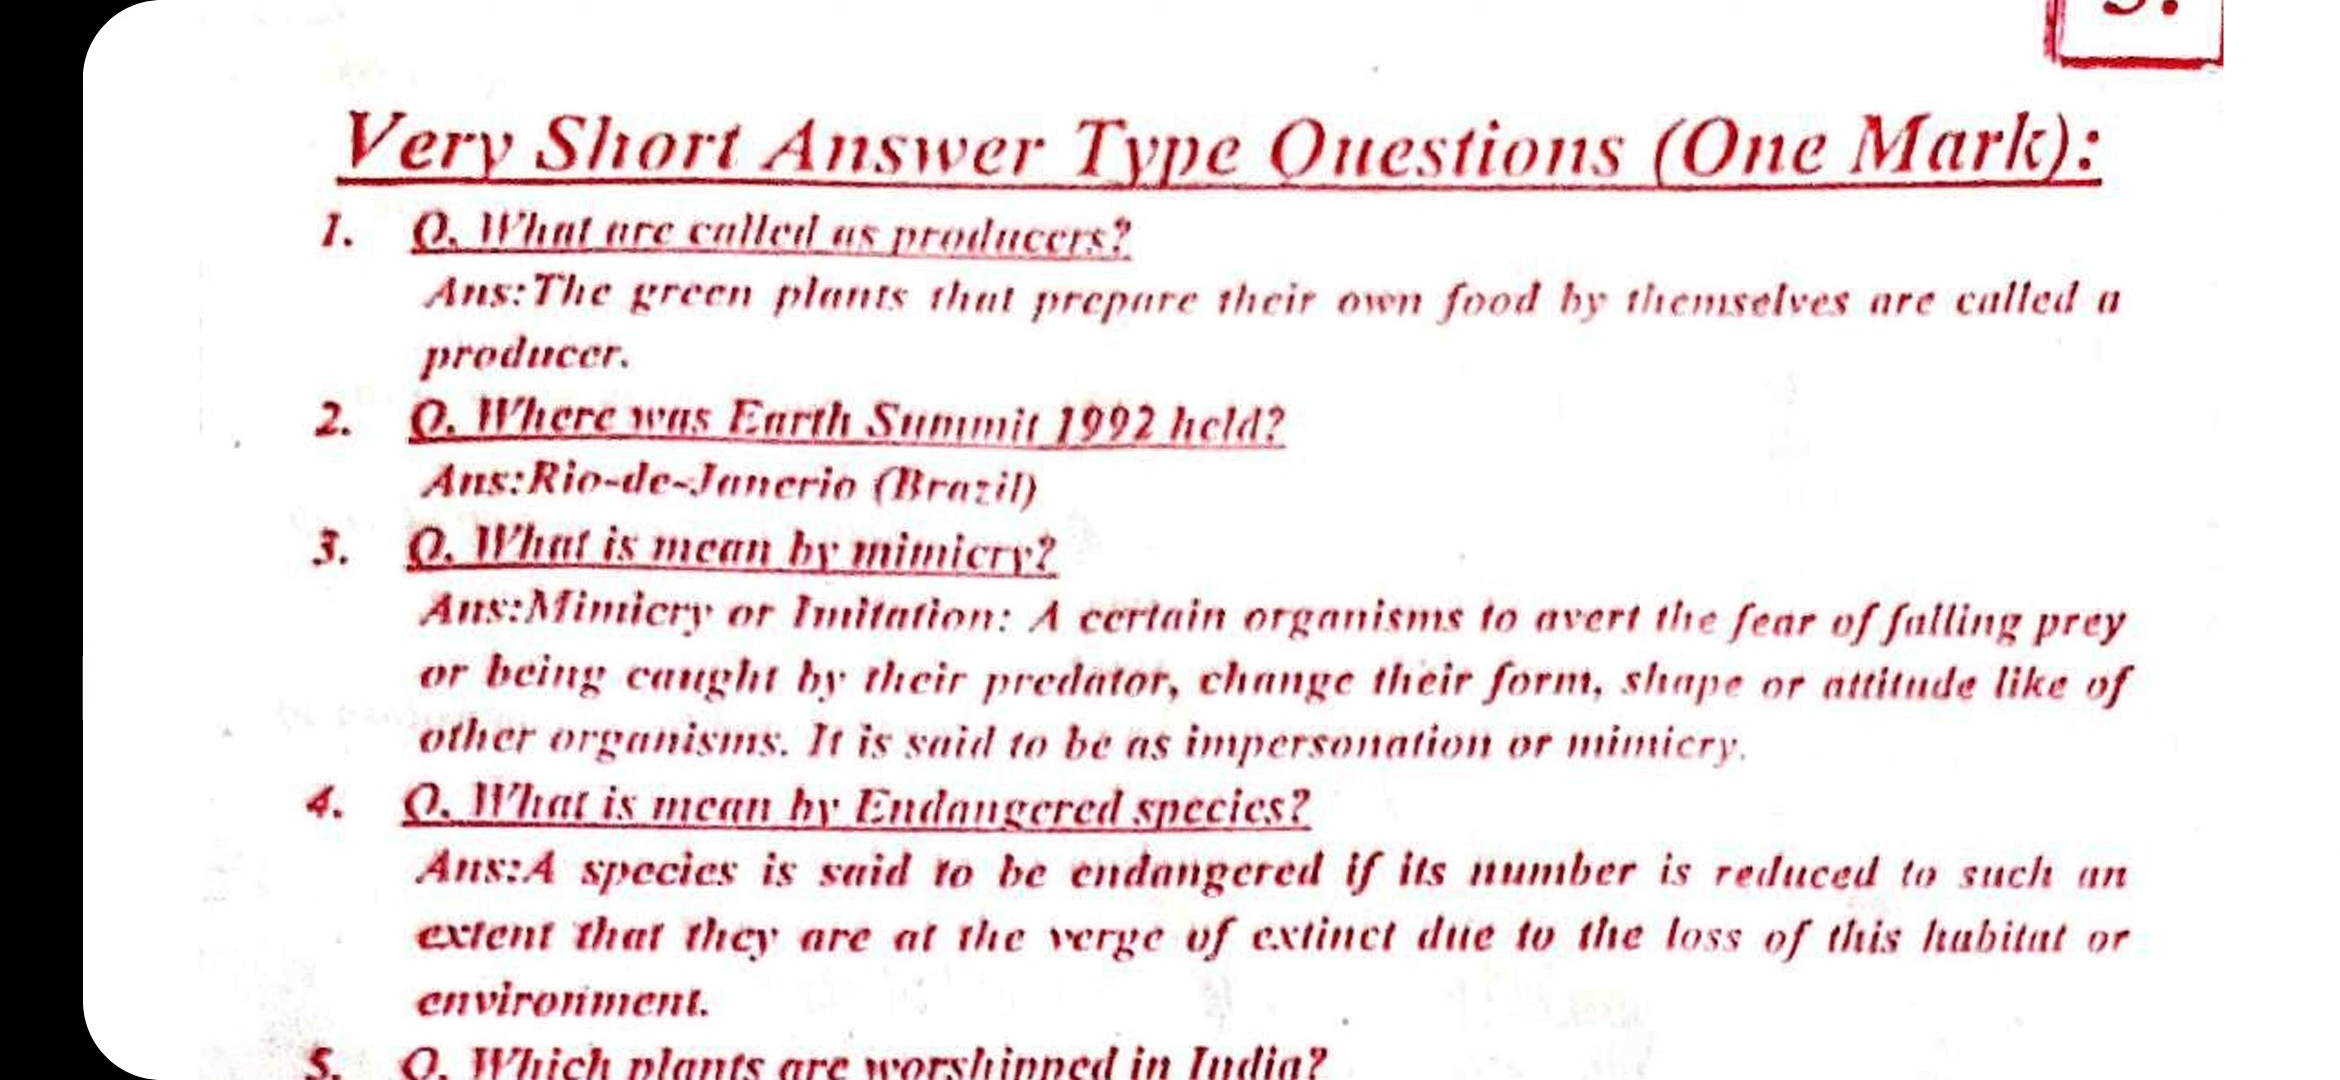 Very Short Answer Type Questions (One Mark):
1. Q. What are called as producers?
Ans:The green plants that prepare their own food by themselves are called a
producer.
2. Q. Where was Earth Summit 1992 held?
Ans:Rio-de-Janerio (Brazil)
3. Q. What is mean by mimicry?
Ans:Mimicry or Imitation: A certain organisms to avert the fear of falling prey
or being caught by their predator, change their form, shape or attitude like of
other organisms. It is said to be as impersonation or mimicry.
4. Q. What is mean by Endangered species?
Ans:A species is said to be endangered if its number is reduced to such an
extent that they are at the verge of extinct due to the loss of this habitat or
environment.
5. Q. Which plants are worshipped in India?